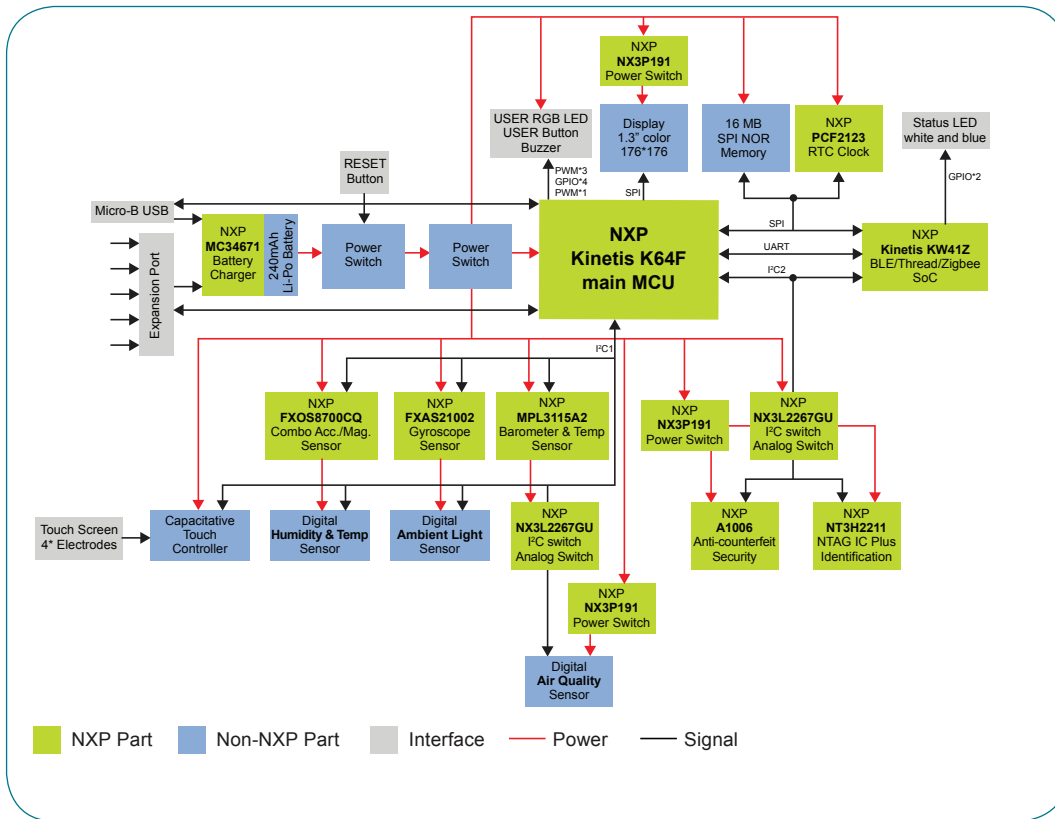 NXP
NX3P191
Power Switch
USER RGB LED
USER Button
Buzzer
Display
1.3” color
176*176
16 MB
SPI NOR
Memory
NXP
PCF2123
RTC Clock
Status LED
white and blue
RESET
Button
PWM*3
GPIO*4
PWM*1
SPI
GPIO*2
Micro-B USB
NXP
MC34671
Battery
Charger
240mAh
Li-Po Battery
Power
Switch
Power
Switch
NXP
Kinetis K64F
main MCU
SPI
UART
I²C2
NXP
Kinetis KW41Z
BLE/Thread/Zigbee
SoC
Expansion Port
I²C1
NXP
FXOS8700CQ
Combo Acc./Mag.
Sensor
NXP
FXAS21002
Gyroscope
Sensor
NXP
MPL3115A2
Barometer & Temp
Sensor
NXP
NX3P191
Power Switch
NXP
NX3L2267GU
I²C switch
Analog Switch
Touch Screen
4* Electrodes
Capacitative
Touch
Controller
Digital
Humidity & Temp
Sensor
Digital
Ambient Light
Sensor
NXP
NX3L2267GU
I²C switch
Analog Switch
NXP
A1006
Anti-counterfeit
Security
NXP
NT3H2211
NTAG IC Plus
Identification
NXP
NX3P191
Power Switch
Digital
Air Quality
Sensor
NXP Part
Non-NXP Part
Interface
Power
Signal